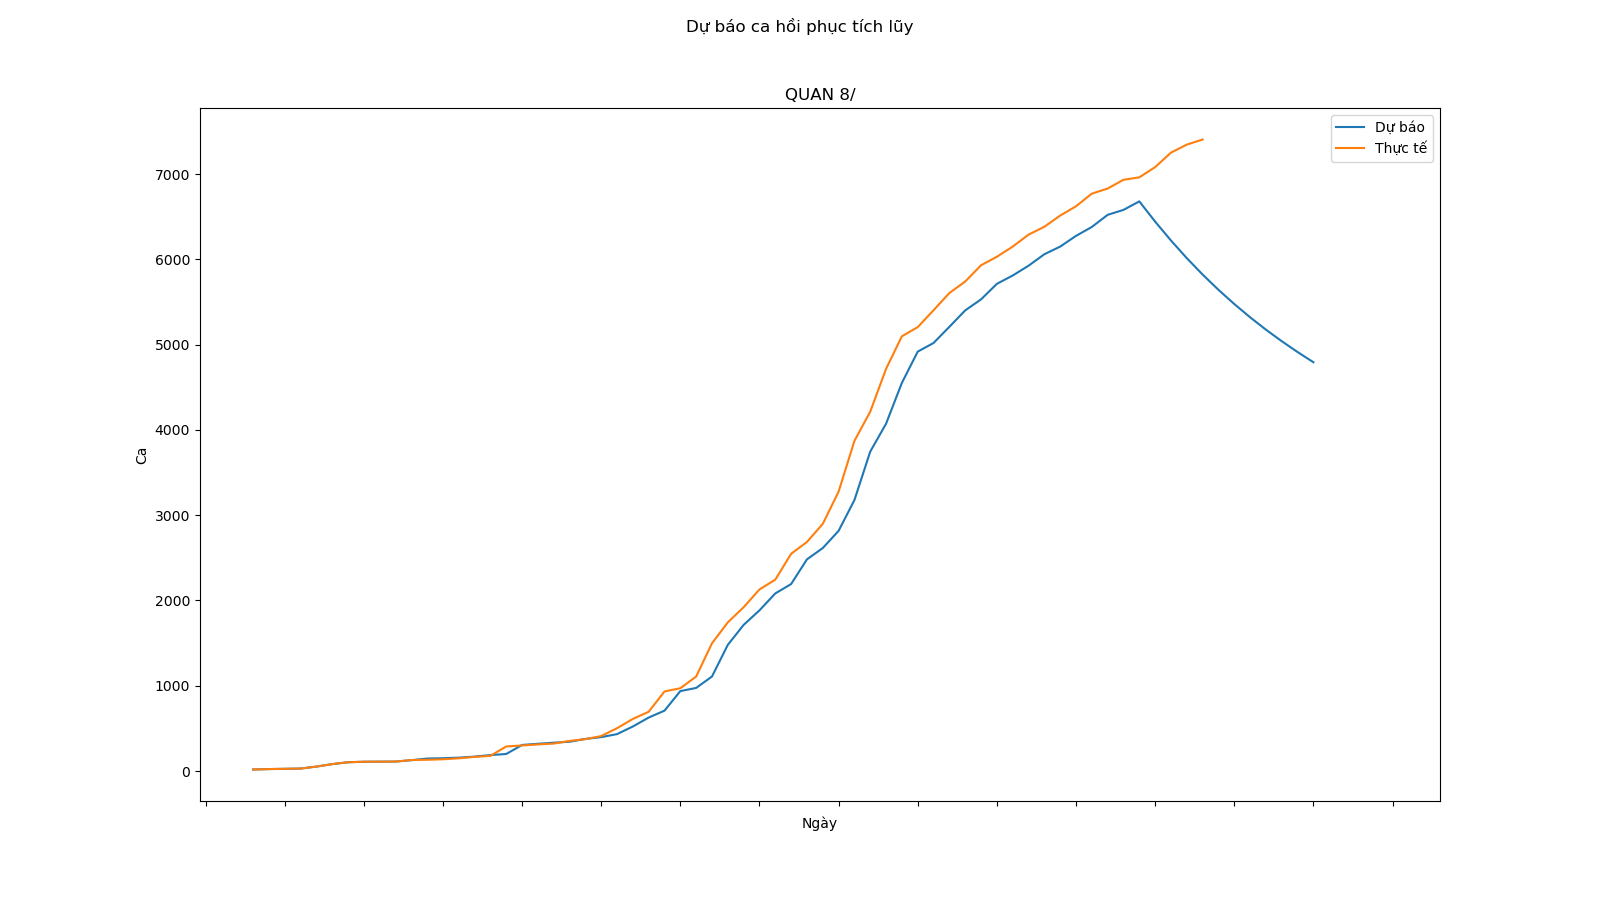 Dự báo ca hồi phục tích lũy
QUAN 8/
Dự báo
Thực tế
7000
6000
5000
4000
3000
2000
1000
0
Ca
Ngày